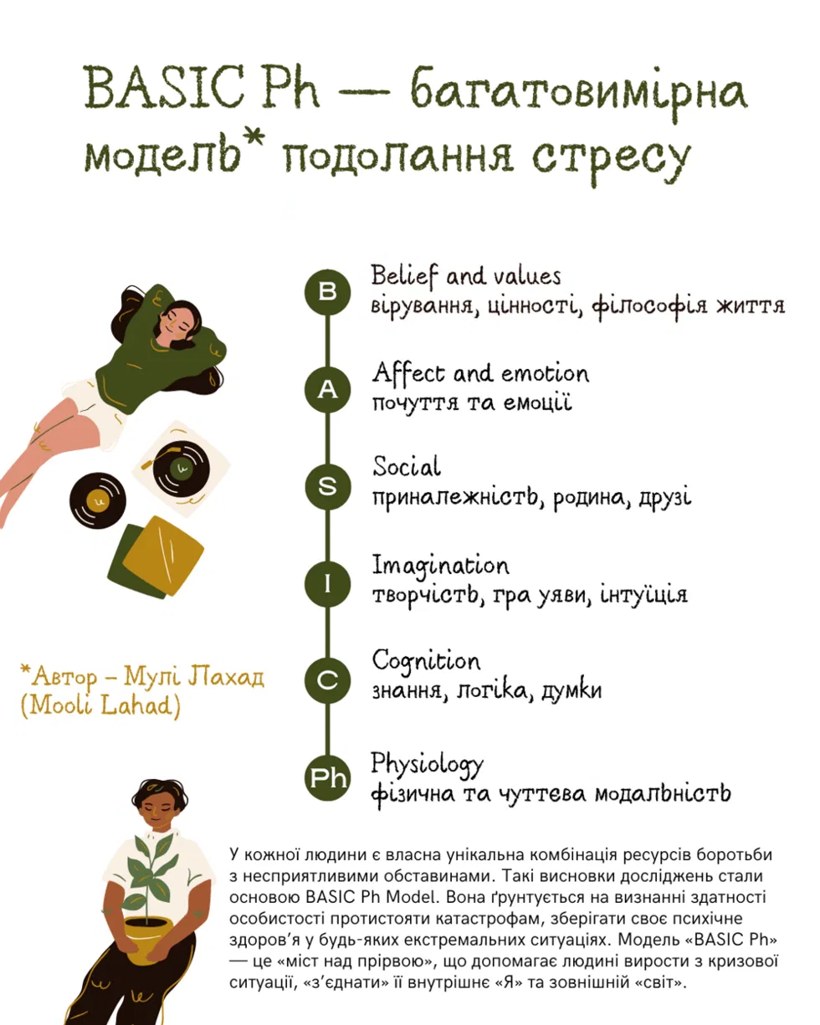 BASIC Ph — багатовимірна
модель* подолання стресу
B
Belief and values
вірування, цінності, філософія життя
A
Affect and emotion
почуття та емоції
S
Social
приналежність, родина, друзі
I
Imagination
творчість, гра уяви, інтуїція
C
Cognition
знання, логіка, думки
Ph
Physiology
фізична та чуттєва модальність
*Автор – Мулі Лахад
(Mooli Lahad)
У кожної людини є власна унікальна комбінація ресурсів боротьби
з несприятливими обставинами. Такі висновки досліджень стали
основою BASIC Ph Model. Вона ґрунтується на визнанні здатності
особистості протистояти катастрофам, зберігати своє психічне
здоров’я у будь-яких екстремальних ситуаціях. Модель «BASIC Ph»
— це «міст над прірвою», що допомагає людині вирости з кризової
ситуації, «з’єднати» її внутрішнє «Я» та зовнішній «світ».